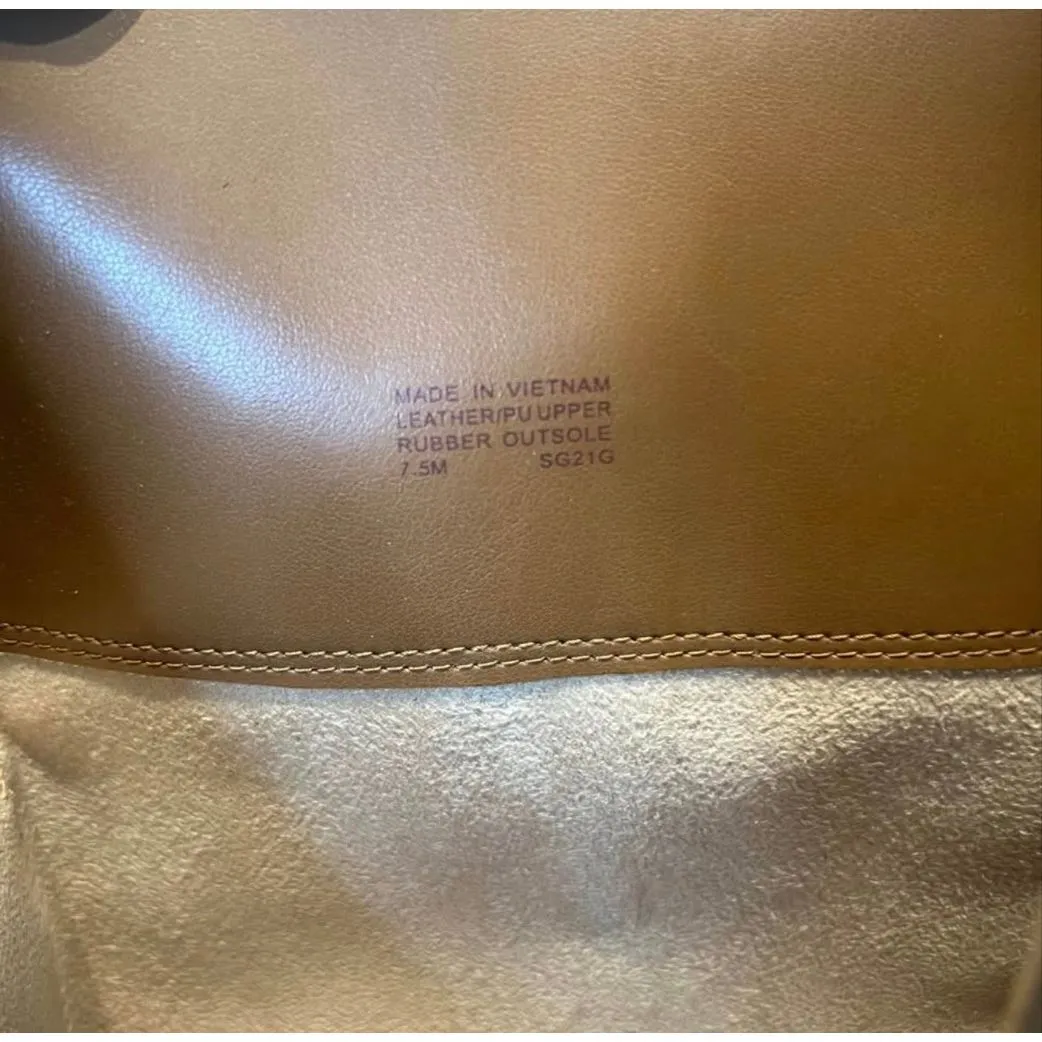 MADE IN VIETNAM
LEATHER/PU UPPER
RUBBER OUTSOLE
7.5M SG21G